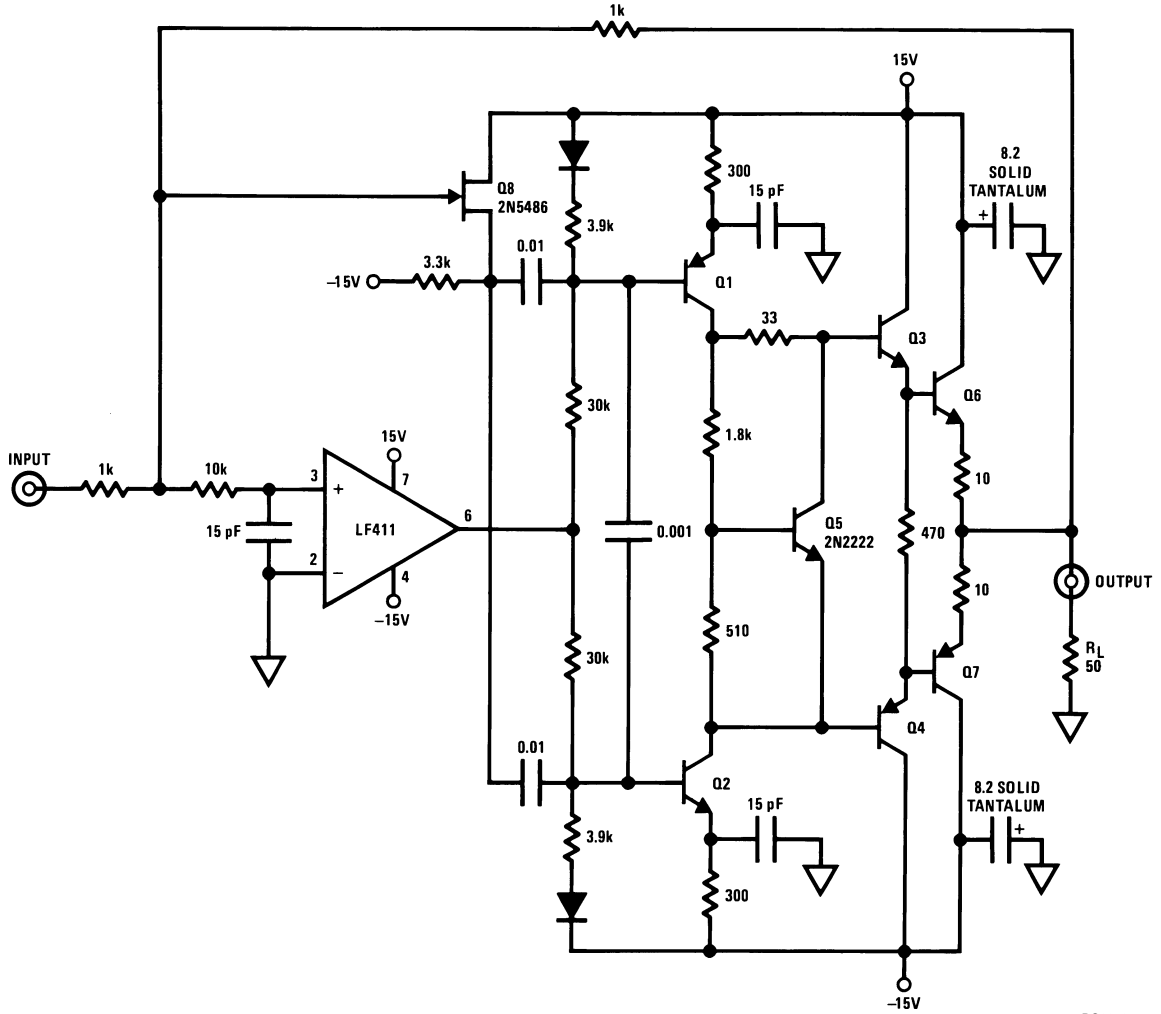 1k
15V
8.2
SOLID
TANTALUM
+
300
15 pF
Q8
2N5486
3.9k
0.01
3.3k
–15V
Q1
33
Q3
Q6
30k
1.8k
15V
7
INPUT
1k
10k
3
+
6
10
15 pF
LF411
0.001
Q5
2N2222
470
2
–
4
–15V
OUTPUT
10
510
30k
RL
50
Q7
Q4
0.01
Q2
15 pF
8.2 SOLID
TANTALUM
+
3.9k
300
–15V